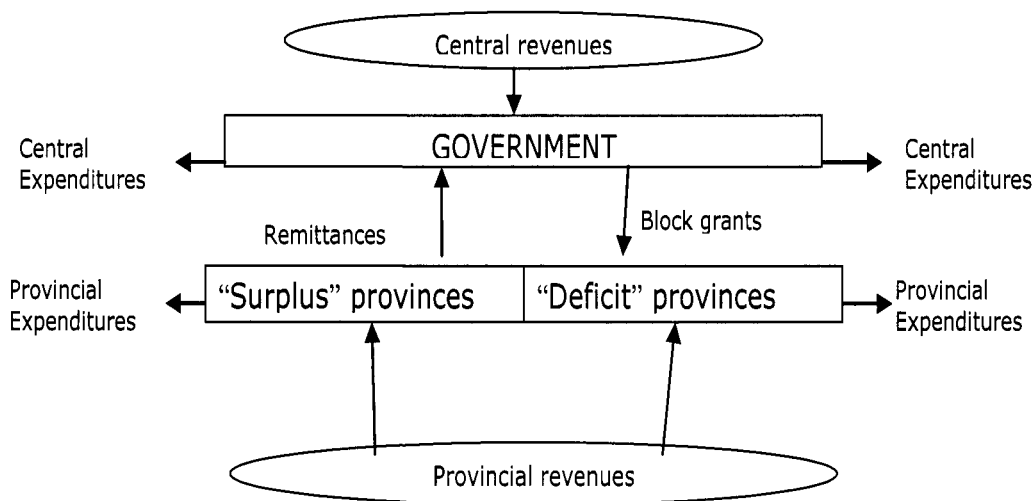 Central revenues
GOVERNMENT
Central
Expenditures
Central
Expenditures
Remittances
Block grants
Provincial
Expenditures
“Surplus” provinces
“Deficit” provinces
Provincial
Expenditures
Provincial revenues